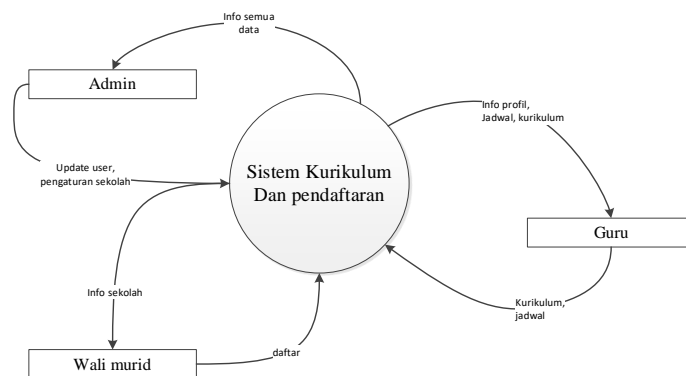 Info semua
data
Admin
Info profil,
Jadwal, kurikulum
Update user,
pengaturan sekolah
Sistem Kurikulum
Dan pendaftaran
Guru
Info sekolah
Kurikulum,
jadwal
Wali murid
daftar